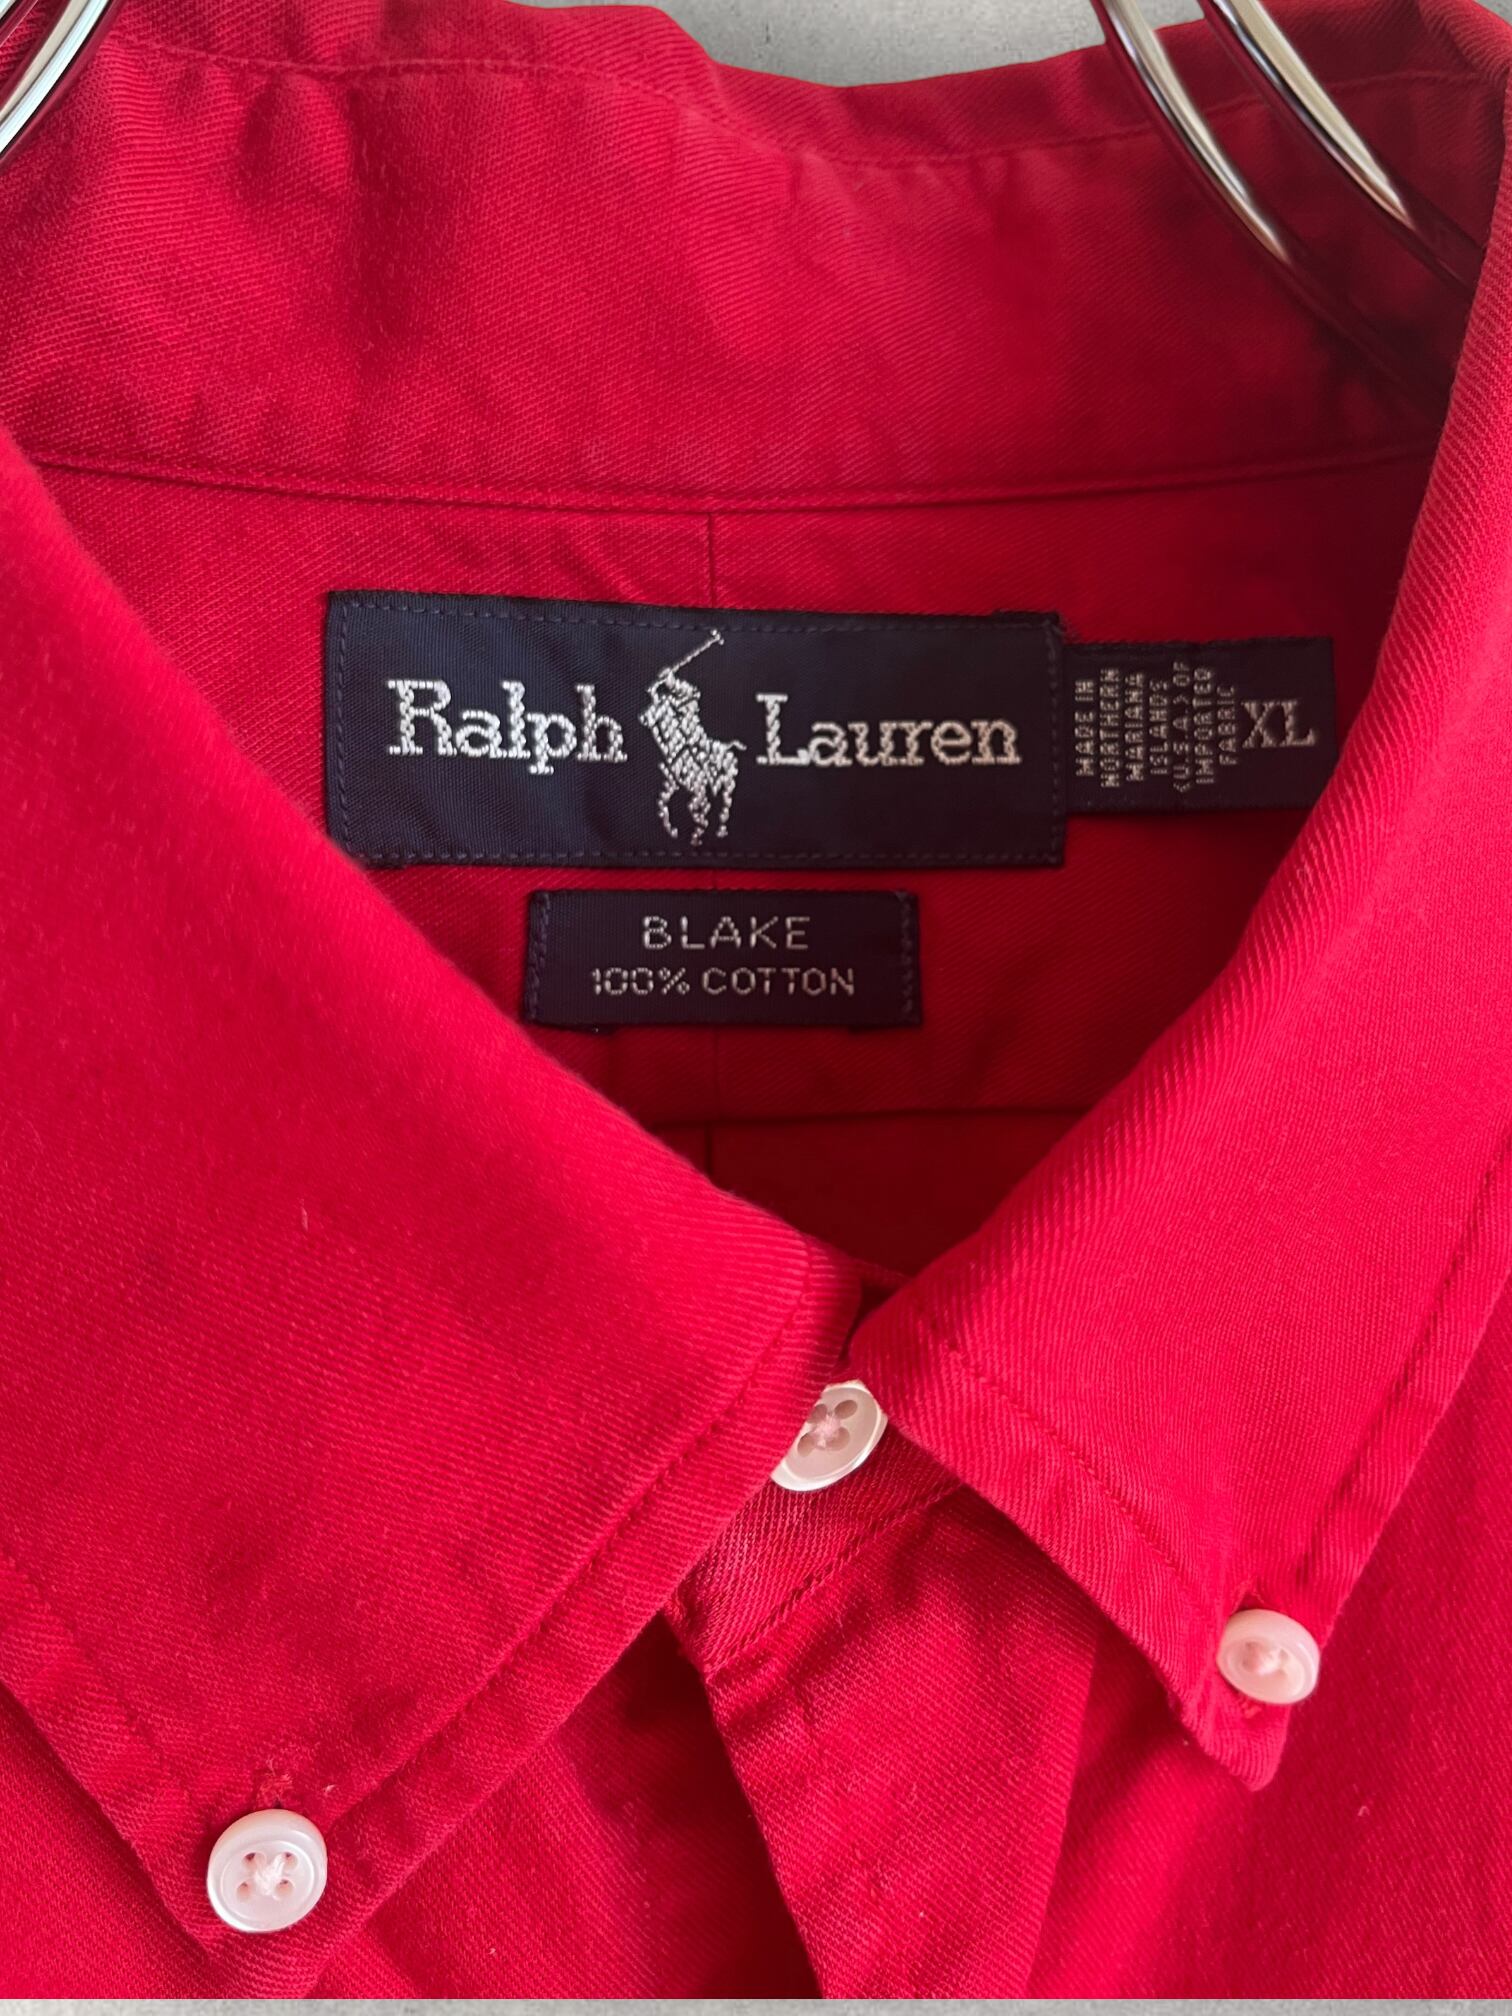 Ralph Lauren
MADE IN
NORTHERN
MARIANA
ISLANDS
(U.S.A.) OF
IMPORTED
FABRIC
XL
BLAKE
100% COTTON